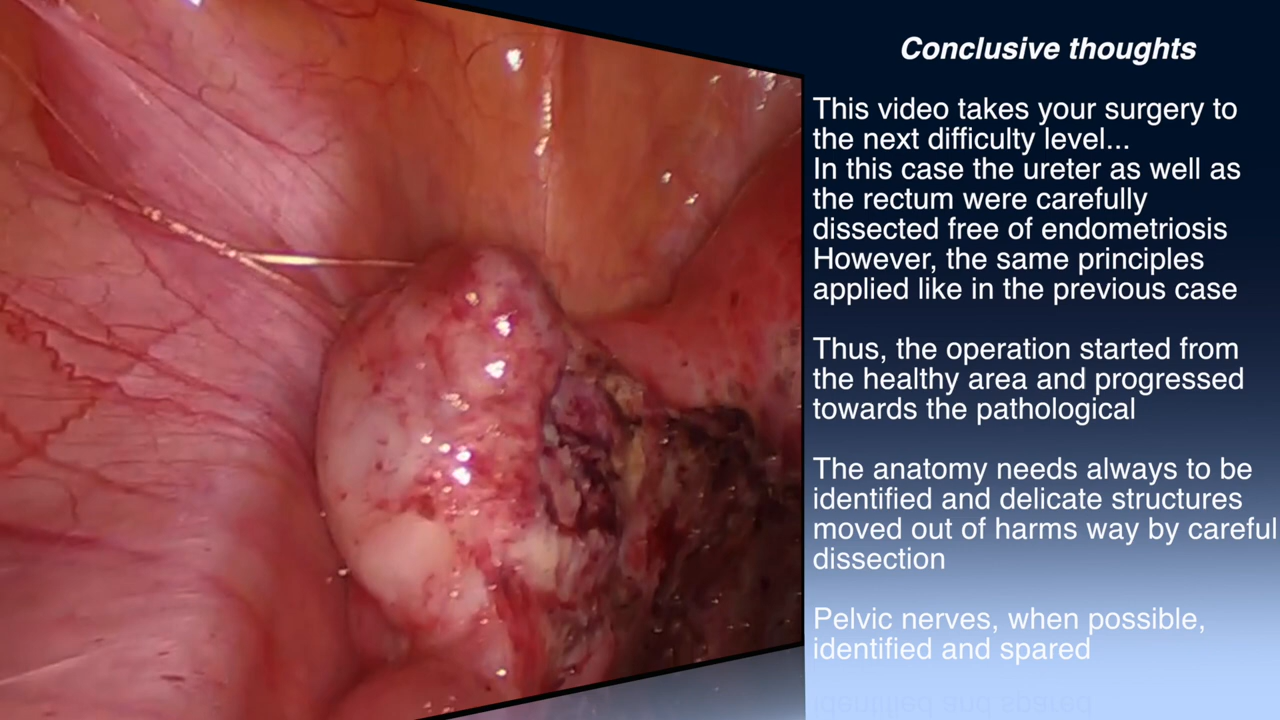 Conclusive thoughts
This video takes your surgery to
the next difficulty level...
In this case the ureter as well as
the rectum were carefully
dissected free of endometriosis
However, the same principles
applied like in the previous case
Thus, the operation started from
the healthy area and progressed
towards the pathological
The anatomy needs always to be
identified and delicate structures
moved out of harms way by careful
dissection
Pelvic nerves, when possible,
identified and spared